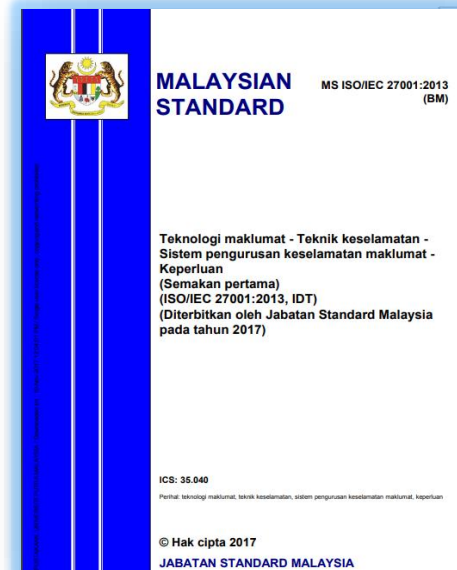 MALAYSIAN
STANDARD
MS ISO/IEC 27001:2013
(BM)
Teknologi maklumat - Teknik keselamatan -
Sistem pengurusan keselamatan maklumat -
Keperluan
(Semakan pertama)
(ISO/IEC 27001:2013, IDT)
(Diterbitkan oleh Jabatan Standard Malaysia
pada tahun 2017)
ICS: 35.040
Perihal: teknologi maklumat, teknik keselamatan, sistem pengurusan keselamatan maklumat, keperluan
© Hak cipta 2017
JABATAN STANDARD MALAYSIA